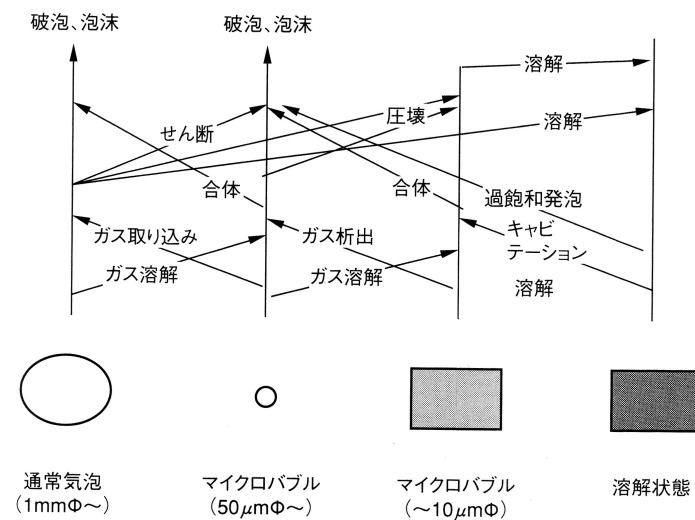 破泡、泡沫
破泡、泡沫
溶解
圧壊
溶解
せん断
合体
合体
過飽和発泡
ガス取り込み
ガス析出
キャビ
テーション
ガス溶解
ガス溶解
溶解
通常気泡
(1mmΦ～)
マイクロバブル
(50μmΦ～)
マイクロバブル
(～10μmΦ)
溶解状態